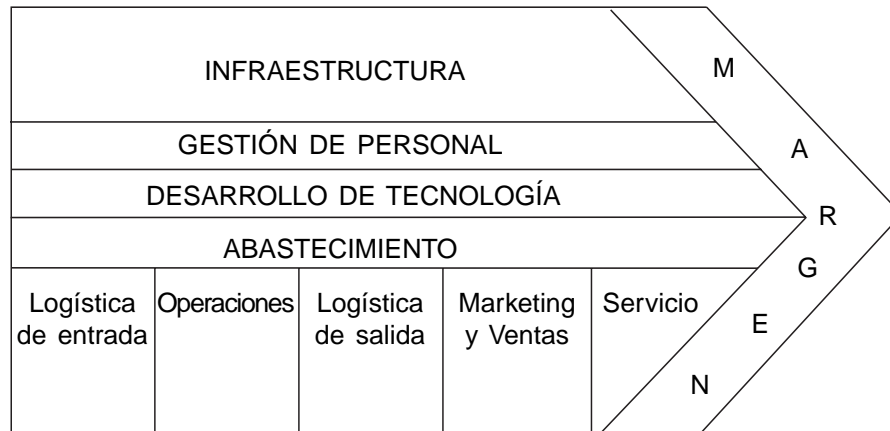 INFRAESTRUCTURA
GESTIÓN DE PERSONAL
DESARROLLO DE TECNOLOGÍA
ABASTECIMIENTO
Logística
de entrada
Operaciones
Logística
de salida
Marketing
y Ventas
Servicio
M
A
R
G
E
N